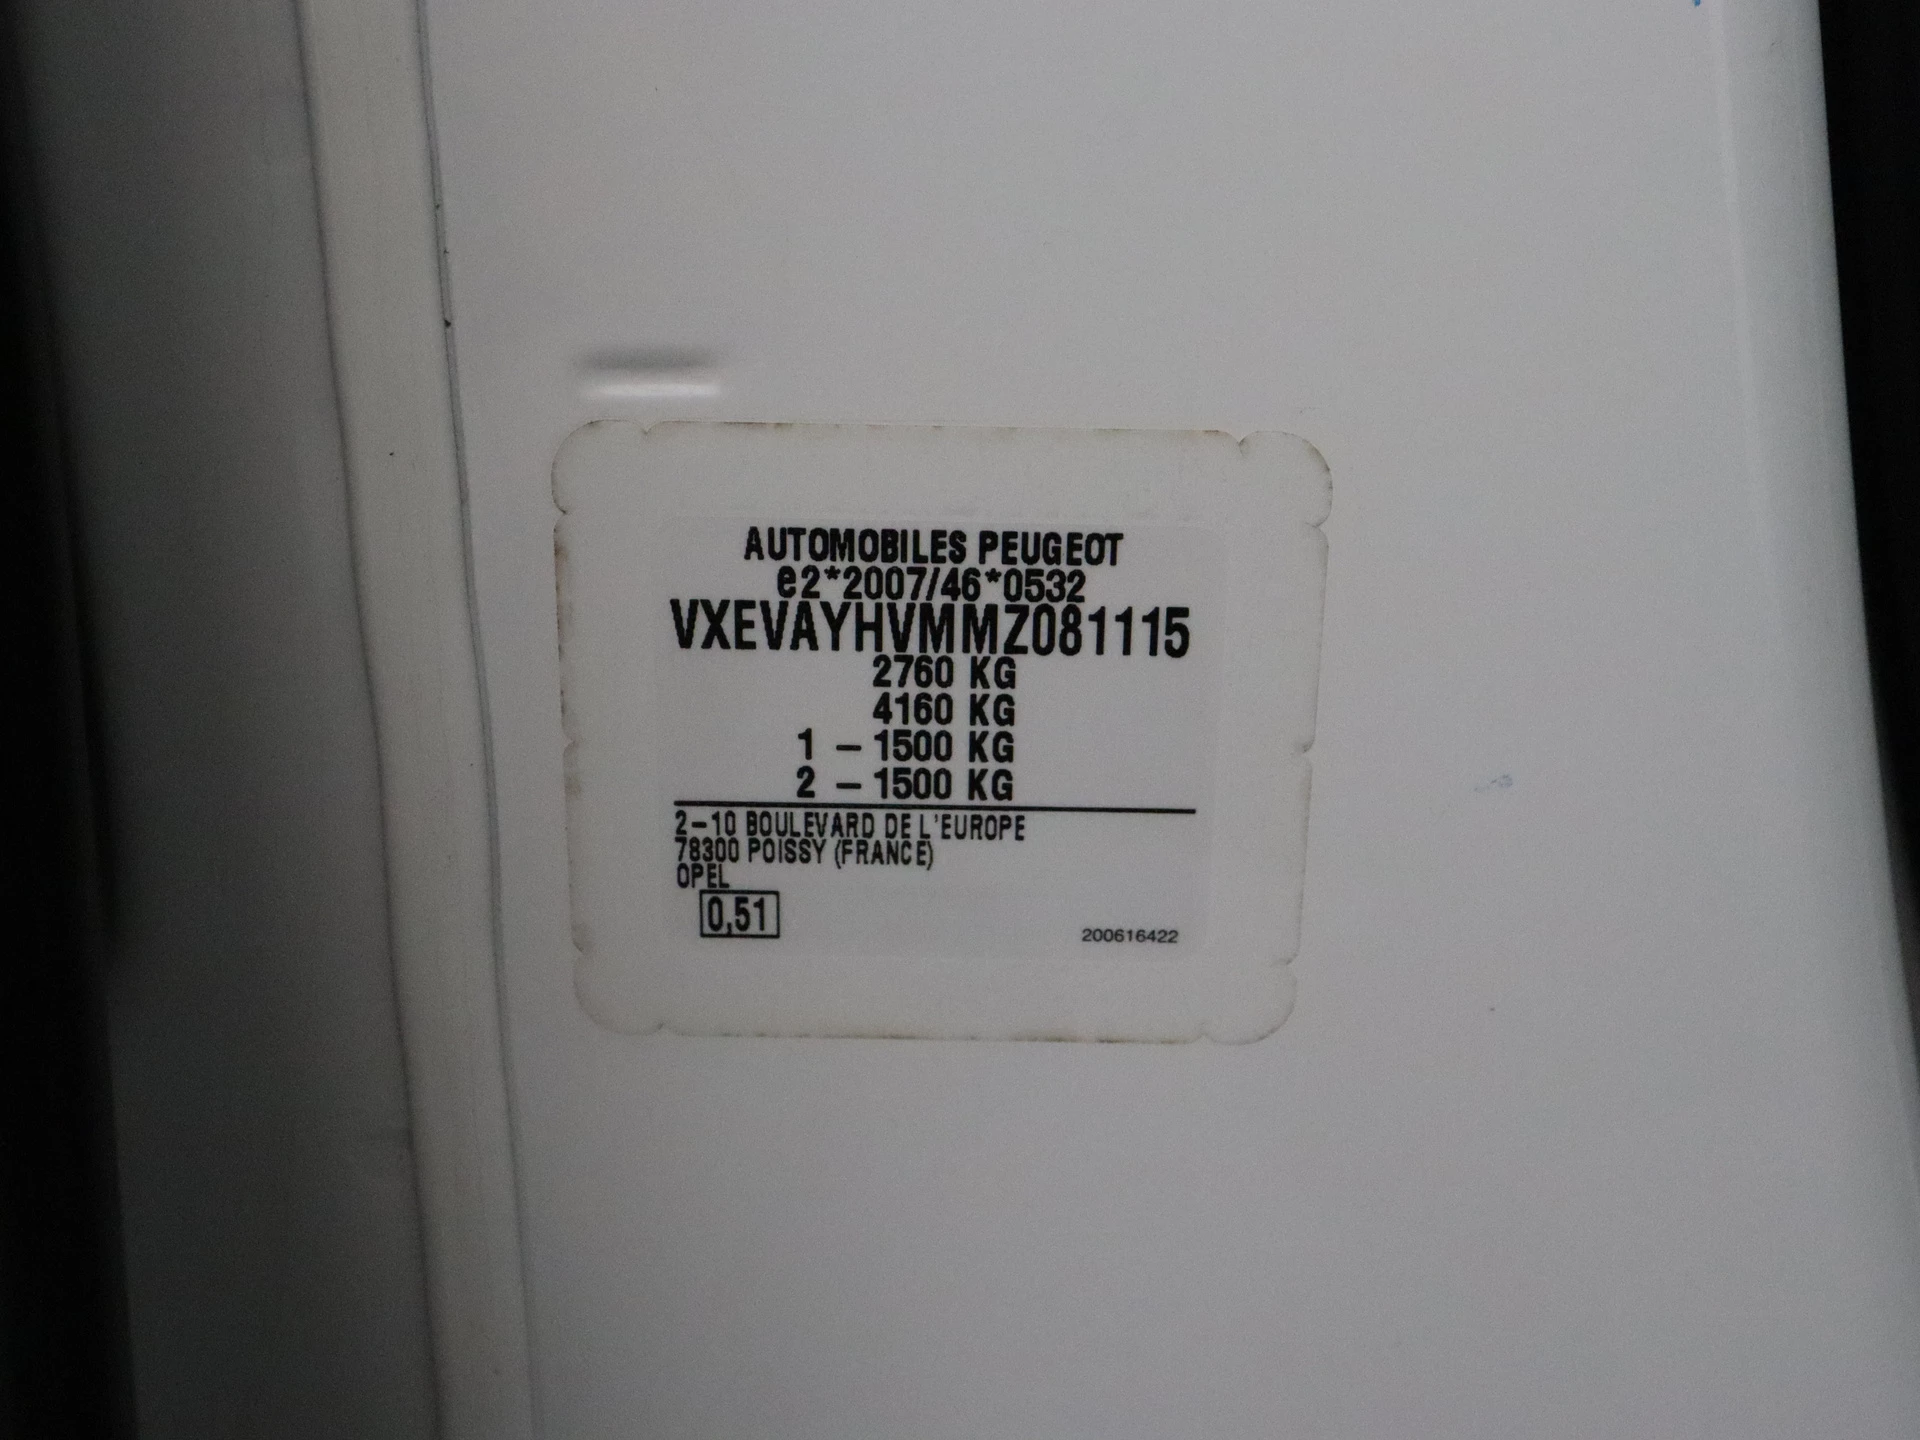 AUTOMOBILES PEUGEOT
e2*2007/46*0532
VXEVAYHVMMZ081115
2760 KG
4160 KG
1 – 1500 KG
2 – 1500 KG
2–10 BOULEVARD DE L'EUROPE
78300 POISSY (FRANCE)
OPEL
0,51
200616422